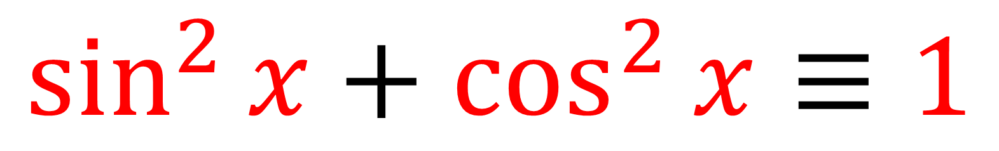 sin² x + cos² x ≡ 1